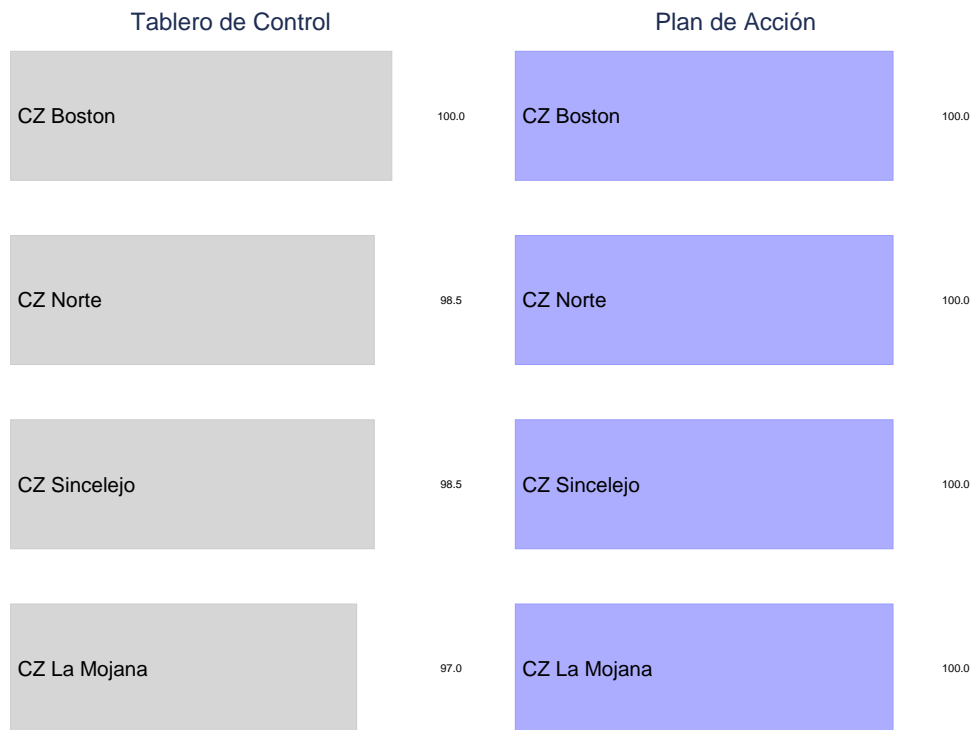 Tablero de Control
CZ Boston 100.0
CZ Norte 98.5
CZ Sincelejo 98.5
CZ La Mojana 97.0
Plan de Acción
CZ Boston 100.0
CZ Norte 100.0
CZ Sincelejo 100.0
CZ La Mojana 100.0